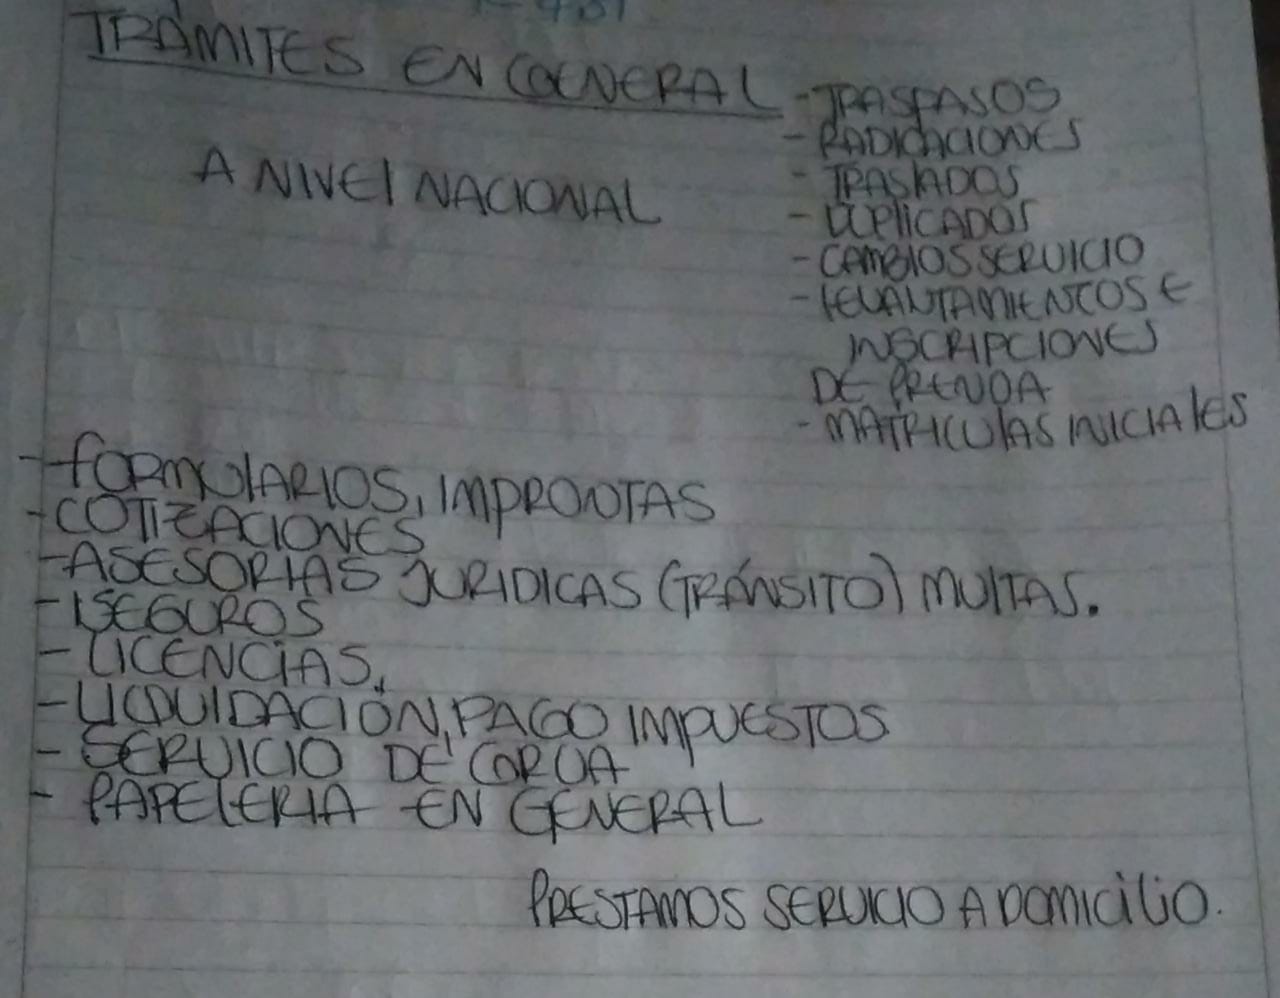 TRÁMITES EN GENERAL
A NIVEL NACIONAL
- TRASPASOS
- RADICACIONES
- TRASLADOS
- DUPLICADOS
- CAMBIOS SERVICIO
- LEVANTAMIENTOS E
INSCRIPCIONES
DE PRENDA
- MATRICULAS INICIALES
- FORMULARIOS, IMPRONTAS
- COTIZACIONES
- ASESORIAS JURIDICAS (TRÁNSITO) MULTAS.
- SEGUROS
- LICENCIAS,
- LIQUIDACIÓN, PAGO IMPUESTOS
- SERVICIO DE GRUA
- PAPELERIA EN GENERAL
PRESTAMOS SERVICIO A DOMICILIO.